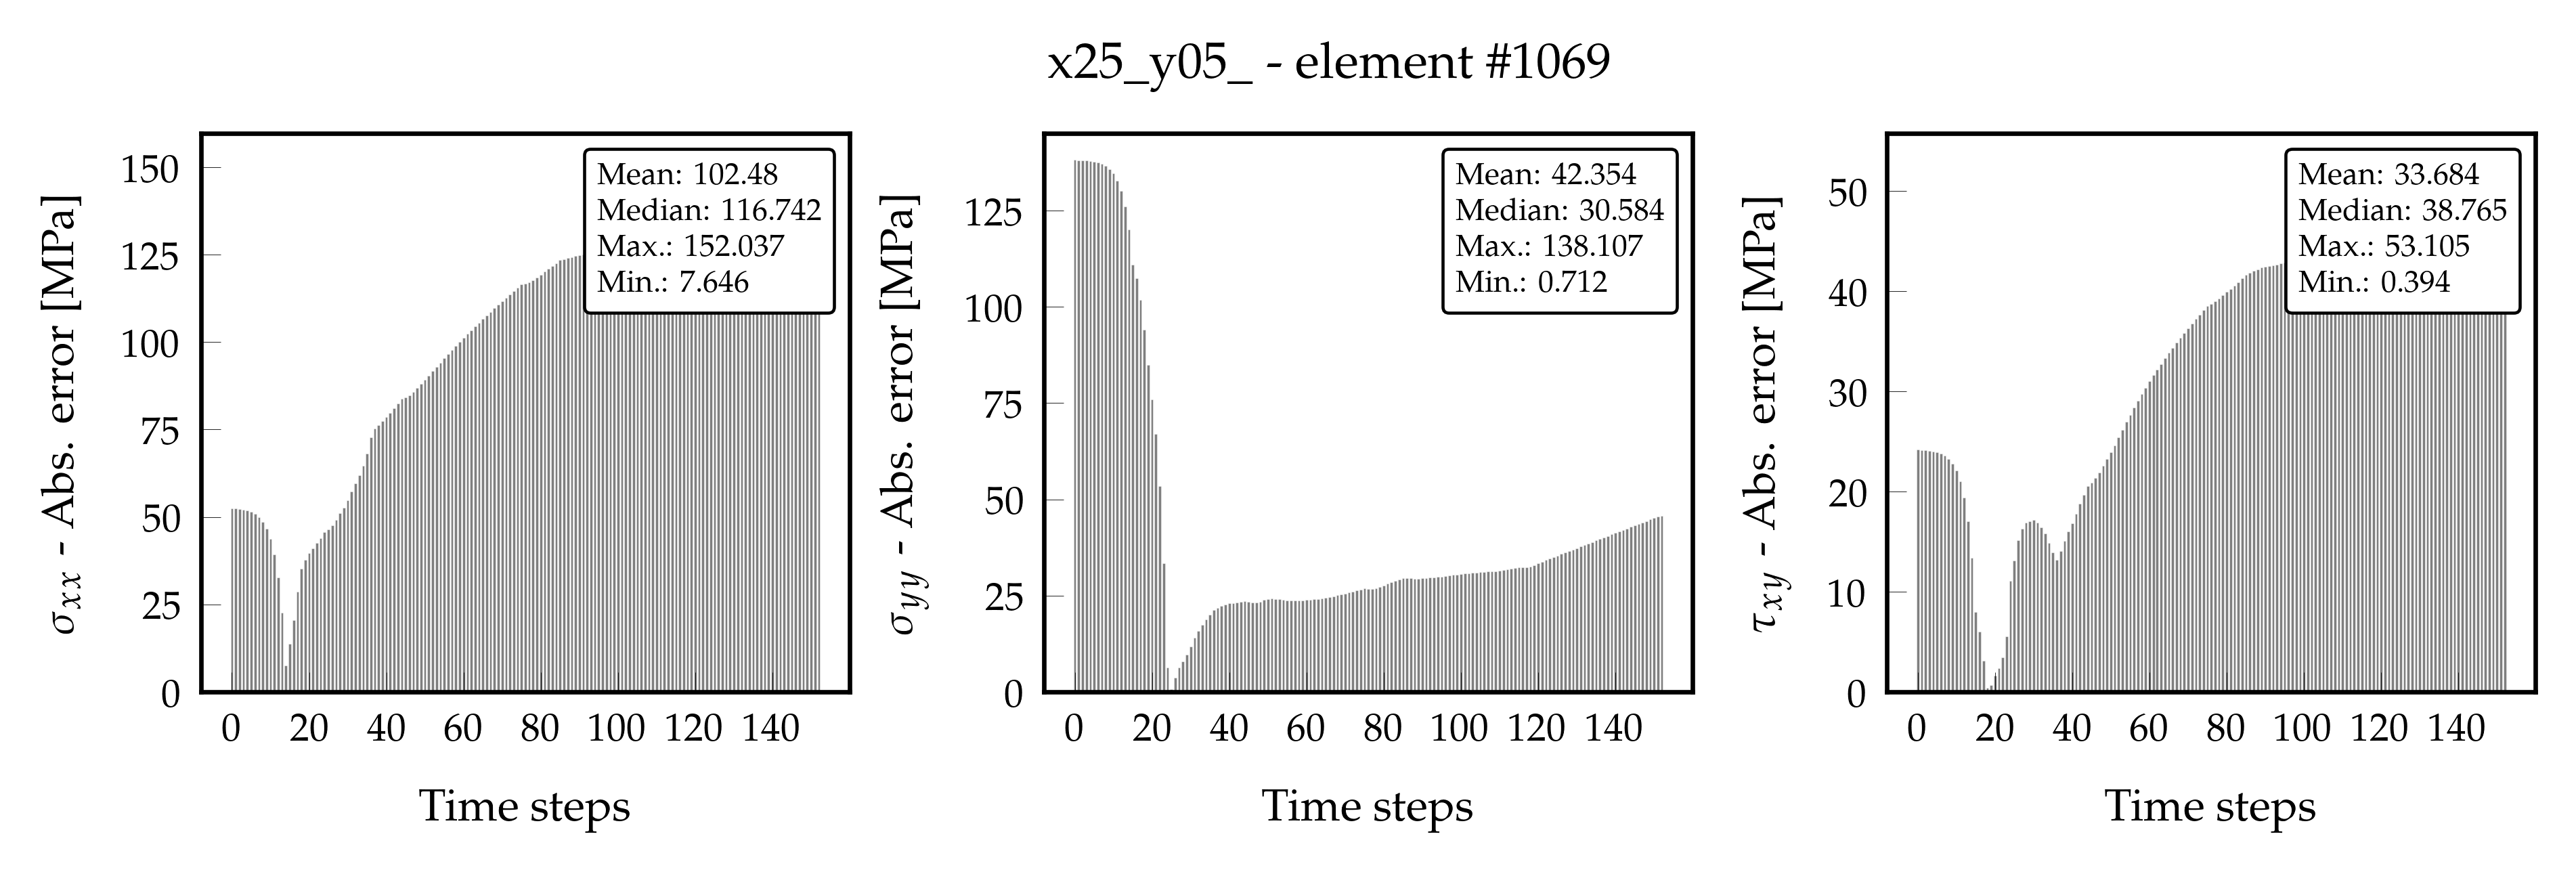 x25_y05_ - element #1069
σxx - Abs. error [MPa]
150
125
100
75
50
25
0
Mean: 102.48
Median: 116.742
Max.: 152.037
Min.: 7.646
0 20 40 60 80 100 120 140
Time steps
σyy - Abs. error [MPa]
125
100
75
50
25
0
Mean: 42.354
Median: 30.584
Max.: 138.107
Min.: 0.712
0 20 40 60 80 100 120 140
Time steps
τxy - Abs. error [MPa]
50
40
30
20
10
0
Mean: 33.684
Median: 38.765
Max.: 53.105
Min.: 0.394
0 20 40 60 80 100 120 140
Time steps